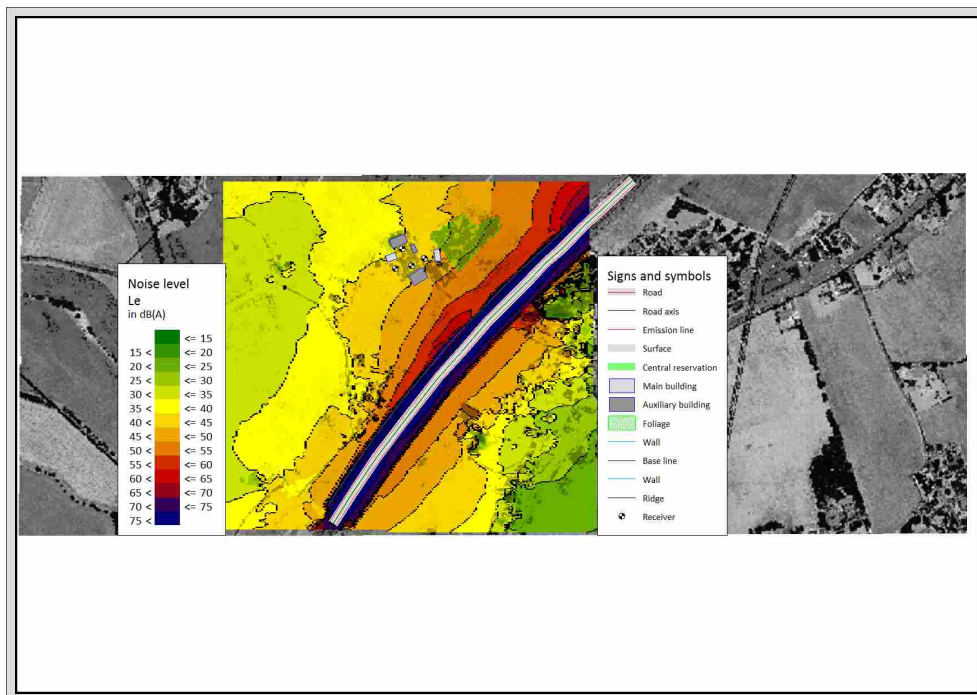 Noise level
Le
in dB(A)
<= 15
15 < <= 20
20 < <= 25
25 < <= 30
30 < <= 35
35 < <= 40
40 < <= 45
45 < <= 50
50 < <= 55
55 < <= 60
60 < <= 65
65 < <= 70
70 < <= 75
75 <
Signs and symbols
Road
Road axis
Emission line
Surface
Central reservation
Main building
Auxiliary building
Foliage
Wall
Base line
Wall
Ridge
Receiver